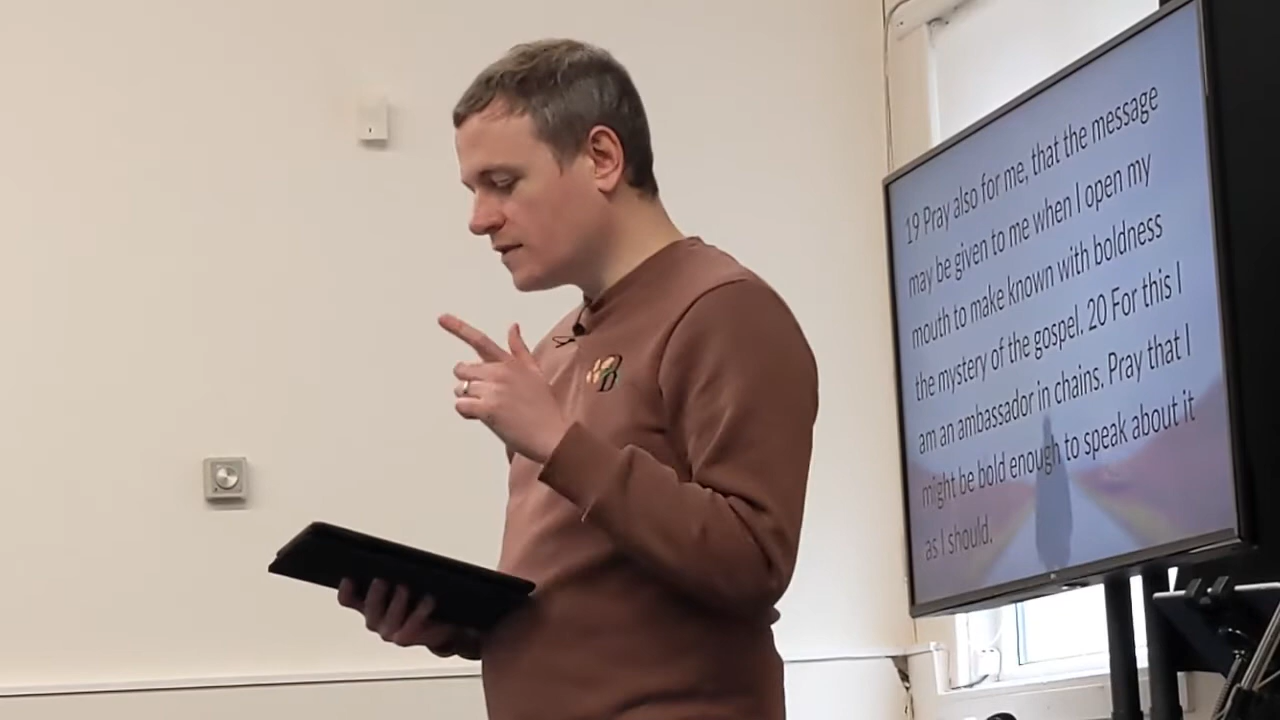 19 Pray also for me, that the message
may be given to me when I open my
mouth to make known with boldness
the mystery of the gospel. 20 For this I
am an ambassador in chains. Pray that I
might be bold enough to speak about it
as I should.